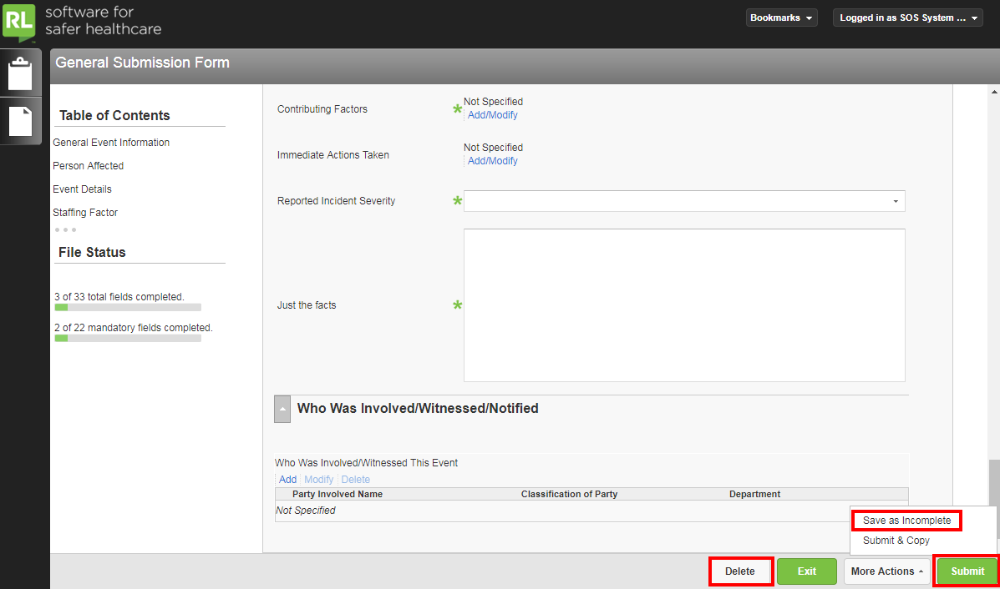 RL software for
safer healthcare
Bookmarks
Logged in as SOS System ...
General Submission Form
Table of Contents
General Event Information
Person Affected
Event Details
Staffing Factor
File Status
3 of 33 total fields completed.
2 of 22 mandatory fields completed.
Contributing Factors * Not Specified
Add/Modify
Immediate Actions Taken Not Specified
Add/Modify
Reported Incident Severity *
Just the facts *
Who Was Involved/Witnessed/Notified
Who Was Involved/Witnessed This Event
Add Modify Delete
Party Involved Name Classification of Party Department
Not Specified
Save as Incomplete
Submit & Copy
Delete Exit More Actions Submit